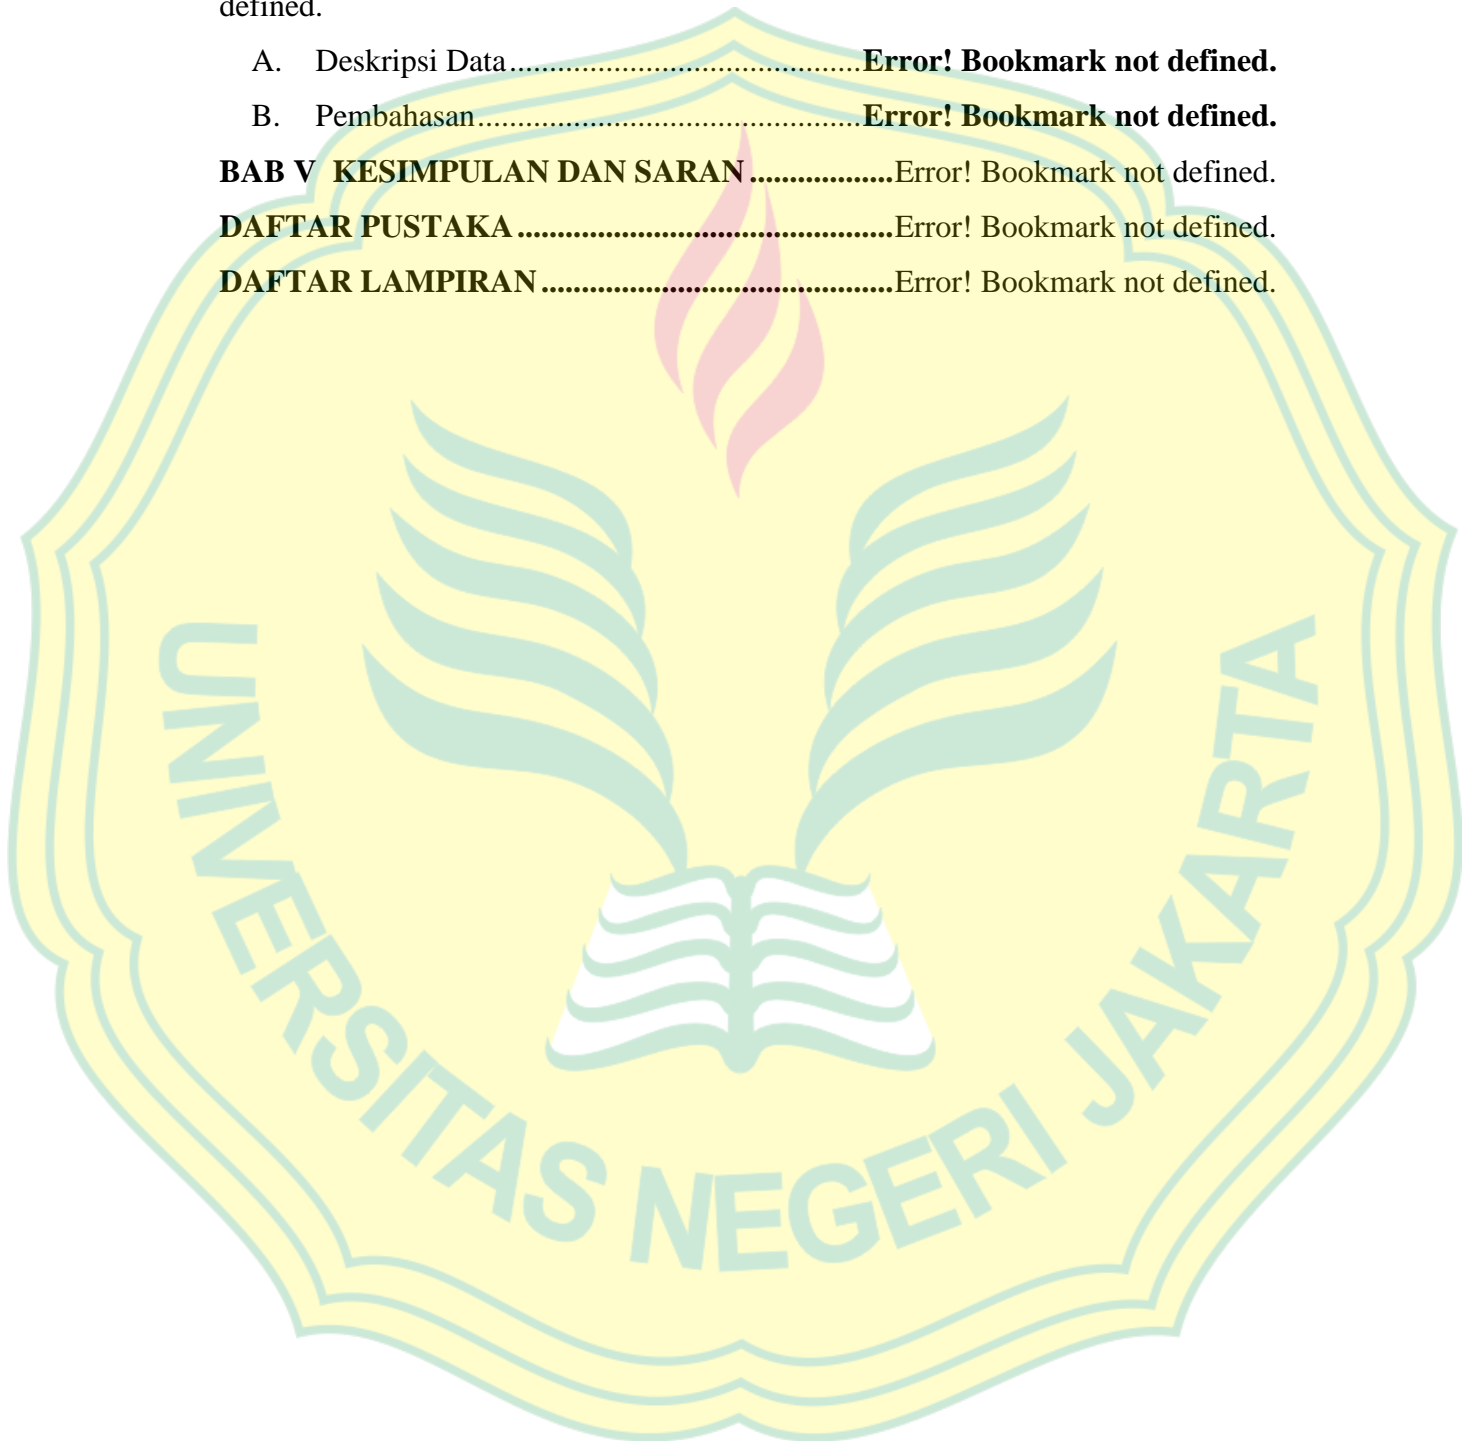 defined.
A. Deskripsi Data............................................Error! Bookmark not defined.
B. Pembahasan................................................Error! Bookmark not defined.
BAB V KESIMPULAN DAN SARAN..................Error! Bookmark not defined.
DAFTAR PUSTAKA...............................................Error! Bookmark not defined.
DAFTAR LAMPIRAN............................................Error! Bookmark not defined.
UNIVERSITAS NEGERI JAKARTA